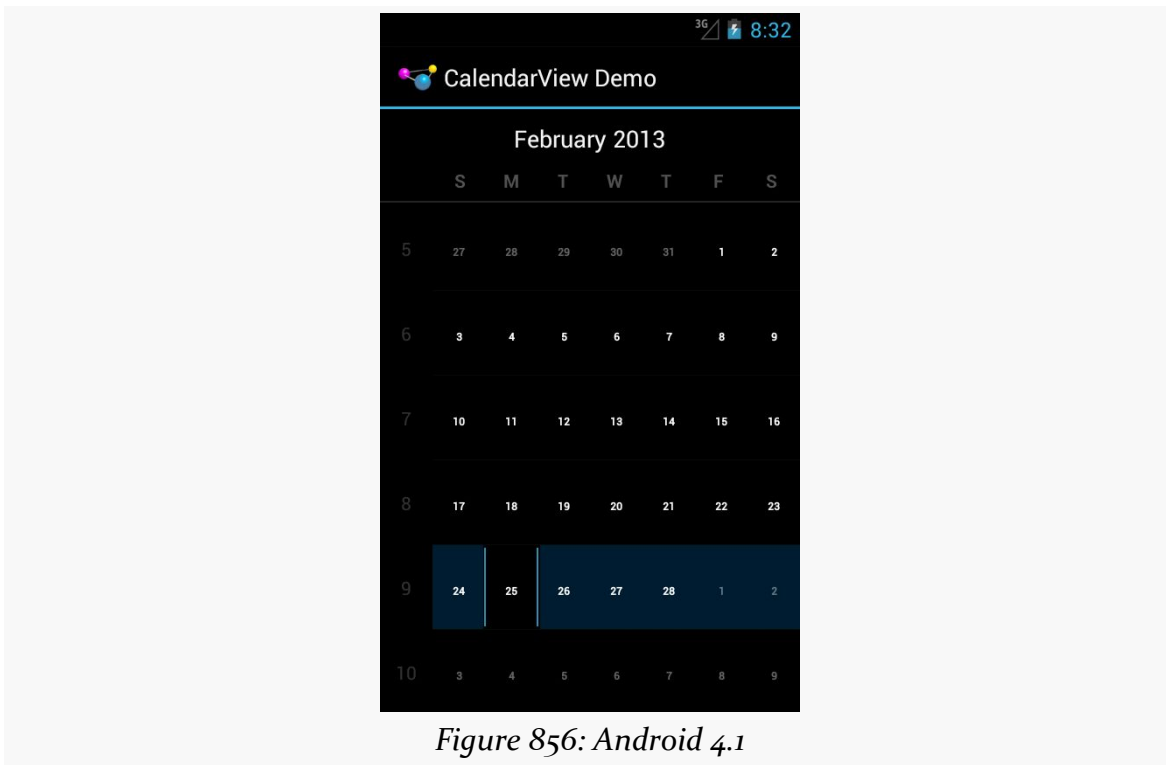 3G 8:32
CalendarView Demo
February 2013
S M T W T F S
5 27 28 29 30 31 1 2
6 3 4 5 6 7 8 9
7 10 11 12 13 14 15 16
8 17 18 19 20 21 22 23
9 24 25 26 27 28 1 2
10 3 4 5 6 7 8 9
Figure 856: Android 4.1